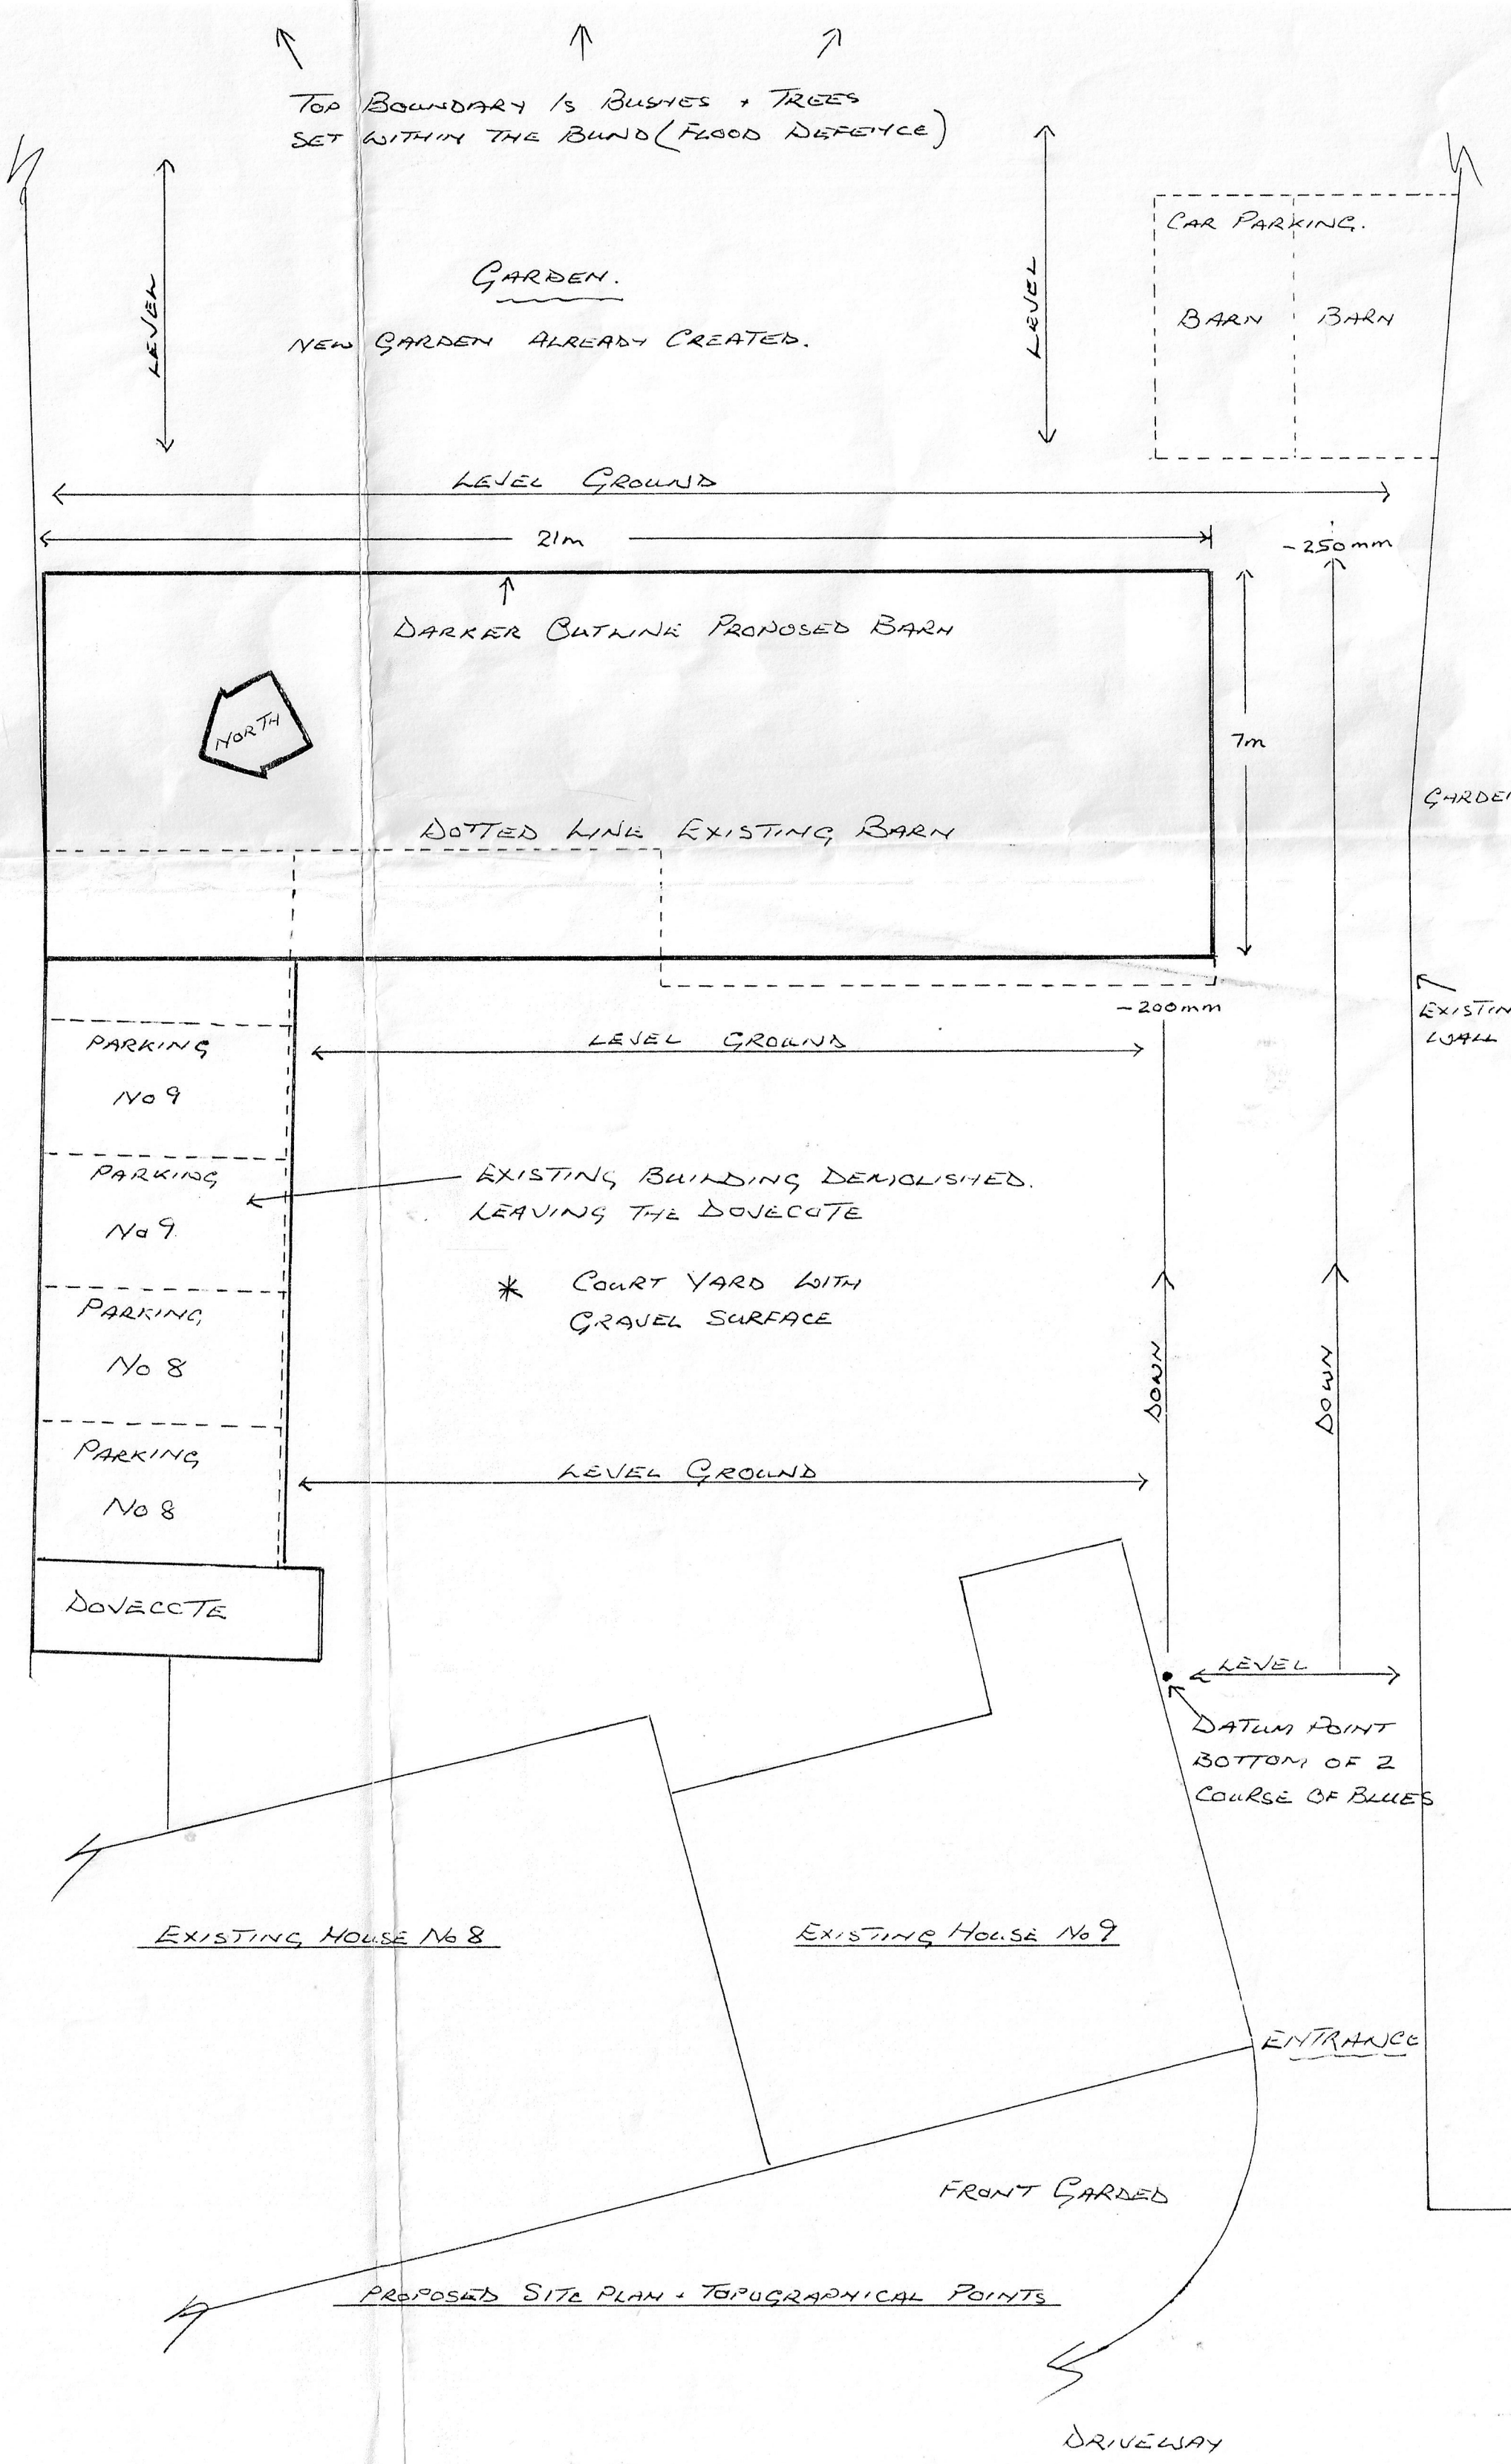 TOP BOUNDARY IS BUSHES + TREES
SET WITHIN THE BUND (FLOOD DEFENCE)
CAR PARKING.
BARN BARN
GARDEN.
NEW GARDEN ALREADY CREATED.
LEVEL
LEVEL
LEVEL GROUND
21m
-250mm
DARKER OUTLINE PROPOSED BARN
NORTH
7m
DOTTED LINE EXISTING BARN
-200mm
LEVEL GROUND
PARKING
No 9
PARKING
No 9
PARKING
No 8
PARKING
No 8
EXISTING BUILDING DEMOLISHED.
LEAVING THE DOVECOTE
* COURT YARD WITH
GRAVEL SURFACE
DOWN
DOWN
LEVEL GROUND
DOVECOTE
LEVEL
DATUM POINT
BOTTOM OF 2
COURSE OF BLUES
EXISTING HOUSE No 8
EXISTING HOUSE No 9
ENTRANCE
FRONT GARDED
PROPOSED SITE PLAN + TOPOGRAPHICAL POINTS
DRIVEWAY